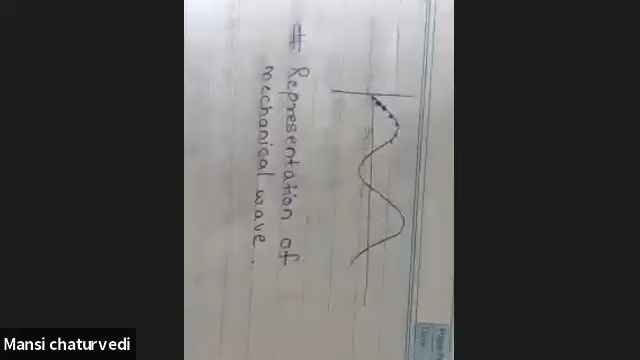 # Representation of
mechanical wave.
Mansi chaturvedi